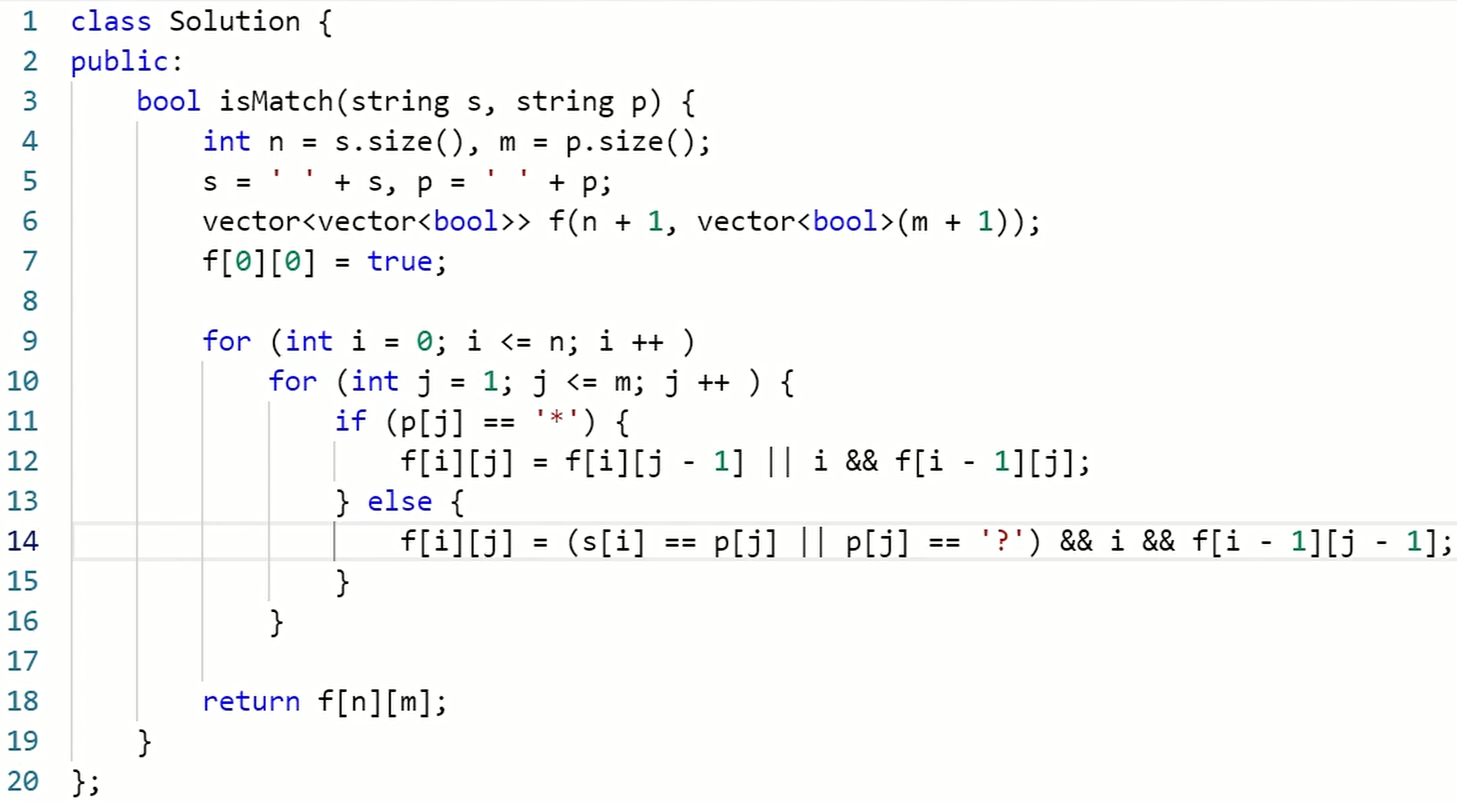 1 class Solution {
2 public:
3     bool isMatch(string s, string p) {
4         int n = s.size(), m = p.size();
5         s = ' ' + s, p = ' ' + p;
6         vector<vector<bool>> f(n + 1, vector<bool>(m + 1));
7         f[0][0] = true;
8
9         for (int i = 0; i <= n; i ++ )
10             for (int j = 1; j <= m; j ++ ) {
11                 if (p[j] == '*') {
12                     f[i][j] = f[i][j - 1] || i && f[i - 1][j];
13                 } else {
14                     f[i][j] = (s[i] == p[j] || p[j] == '?') && i && f[i - 1][j - 1];
15                 }
16             }
17
18         return f[n][m];
19     }
20 };